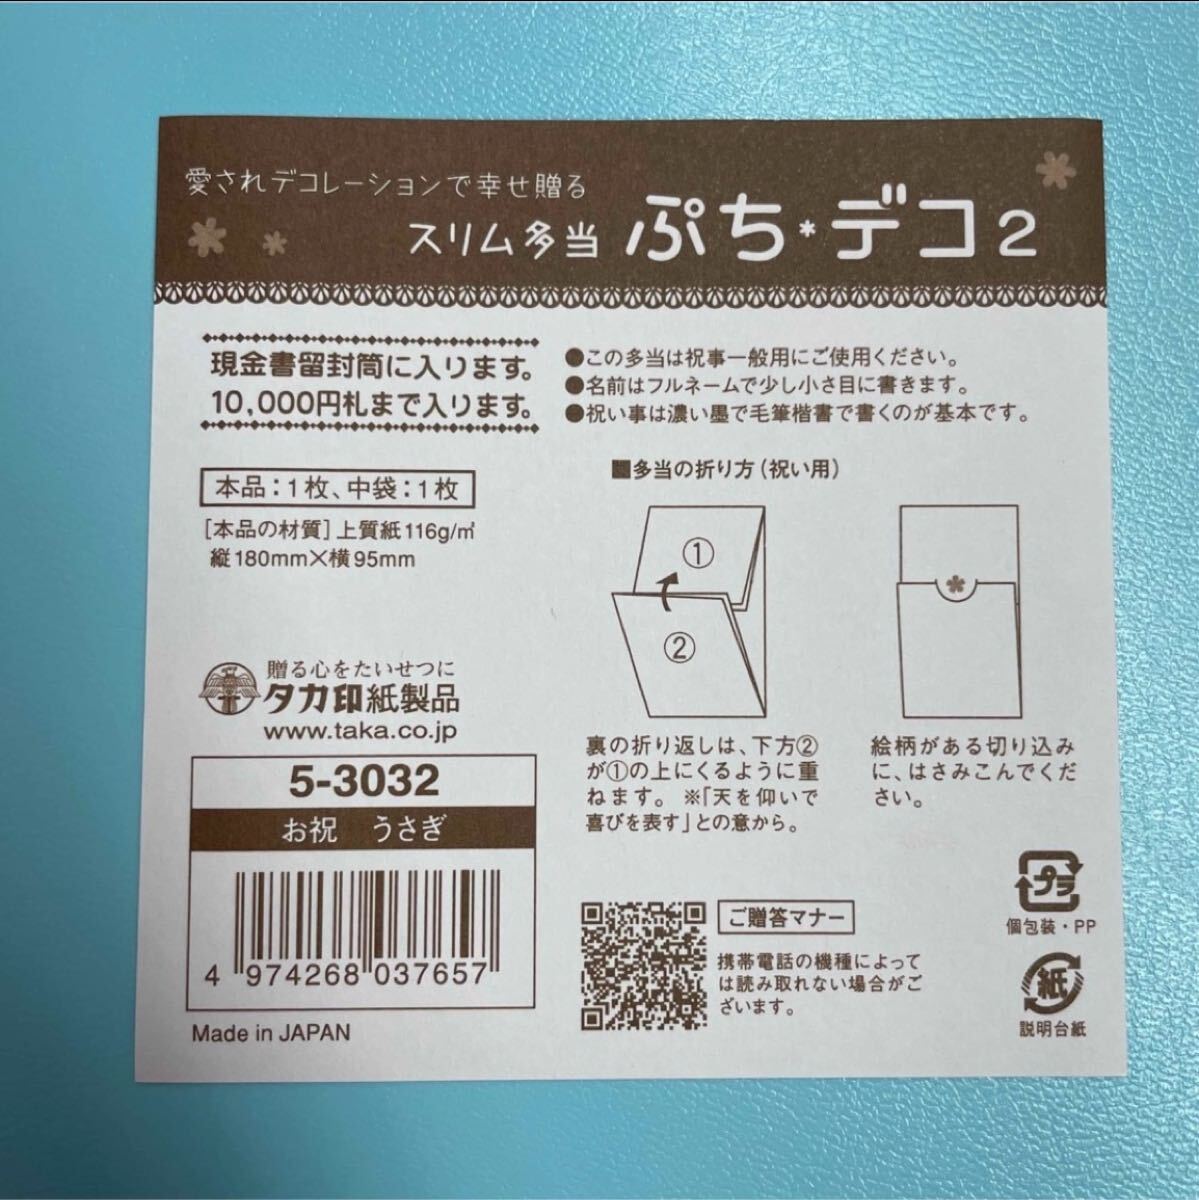 愛されデコレーションで幸せ贈る
スリム多当 ぷち*デコ2
現金書留封筒に入ります。
10,000円札まで入ります。
●この多当は祝事一般用にご使用ください。
●名前はフルネームで少し小さ目に書きます。
●祝い事は濃い墨で毛筆楷書で書くのが基本です。
本品：1枚、中袋：1枚
［本品の材質］上質紙116g/㎡
縦180mm×横95mm
■多当の折り方（祝い用）
①
②
裏の折り返しは、下方②
が①の上にくるように重
ねます。※「天を仰いで
喜びを表す」との意から。
絵柄がある切り込み
に、はさみこんでくだ
さい。
贈る心をたいせつに
タカ印紙製品
www.taka.co.jp
5-3032
お祝 うさぎ
4 974268 037657
Made in JAPAN
ご贈答マナー
携帯電話の機種によって
は読み取れない場合がご
ざいます。
プラ
個包装・PP
紙
説明台紙